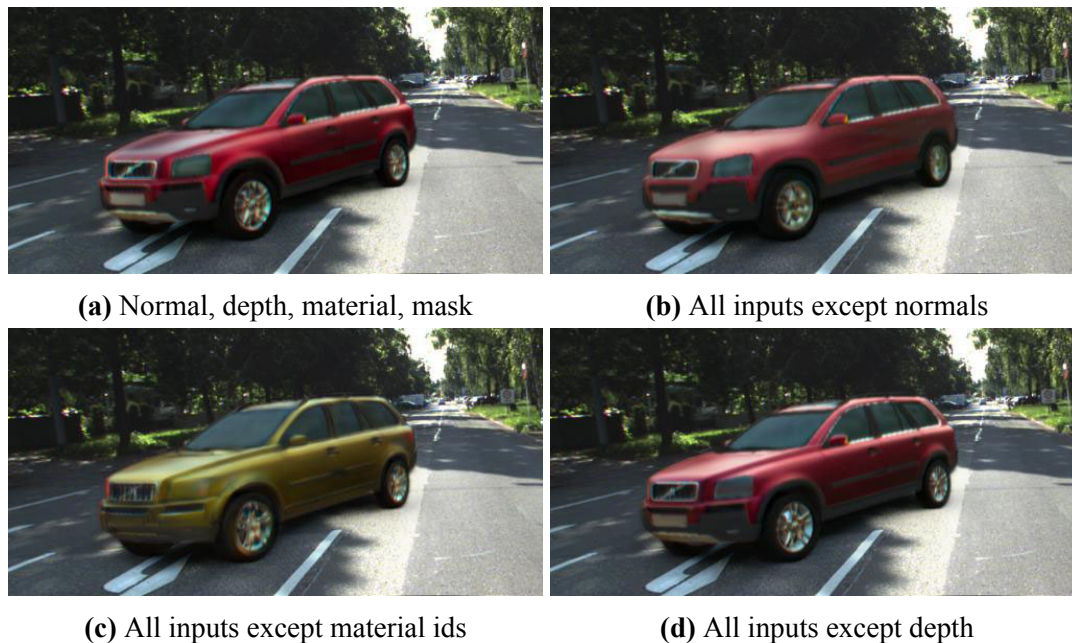 (a) Normal, depth, material, mask
(b) All inputs except normals
(c) All inputs except material ids
(d) All inputs except depth